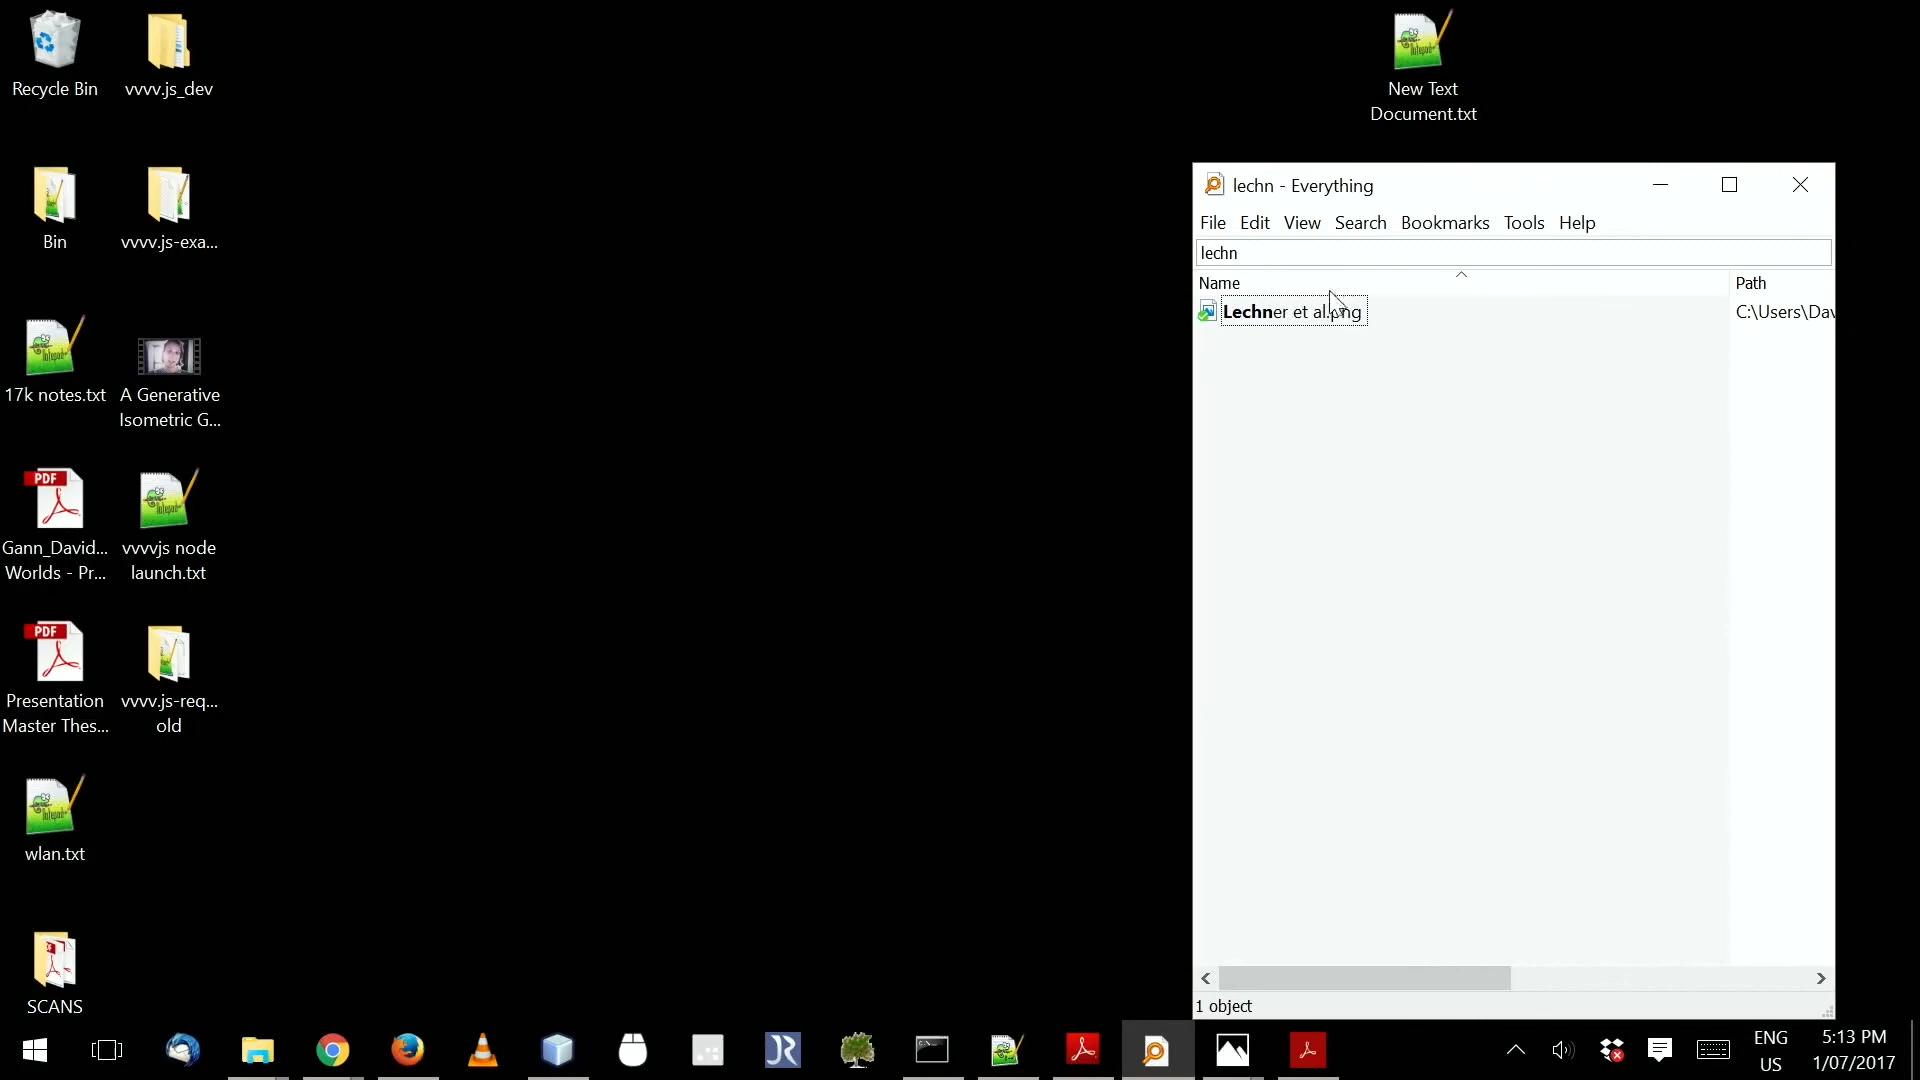 Recycle Bin
vvvv.js_dev
New Text
Document.txt
Bin
vvvv.js-exa...
lechn - Everything
File Edit View Search Bookmarks Tools Help
lechn
Name
Path
Lechner et al.png
C:\Users\Dav
17k notes.txt
A Generative
Isometric G...
PDF
Gann_David...
Worlds - Pr...
vvvvjs node
launch.txt
PDF
Presentation
Master Thes...
vvvv.js-req...
old
wlan.txt
SCANS
1 object
ENG
US
5:13 PM
1/07/2017